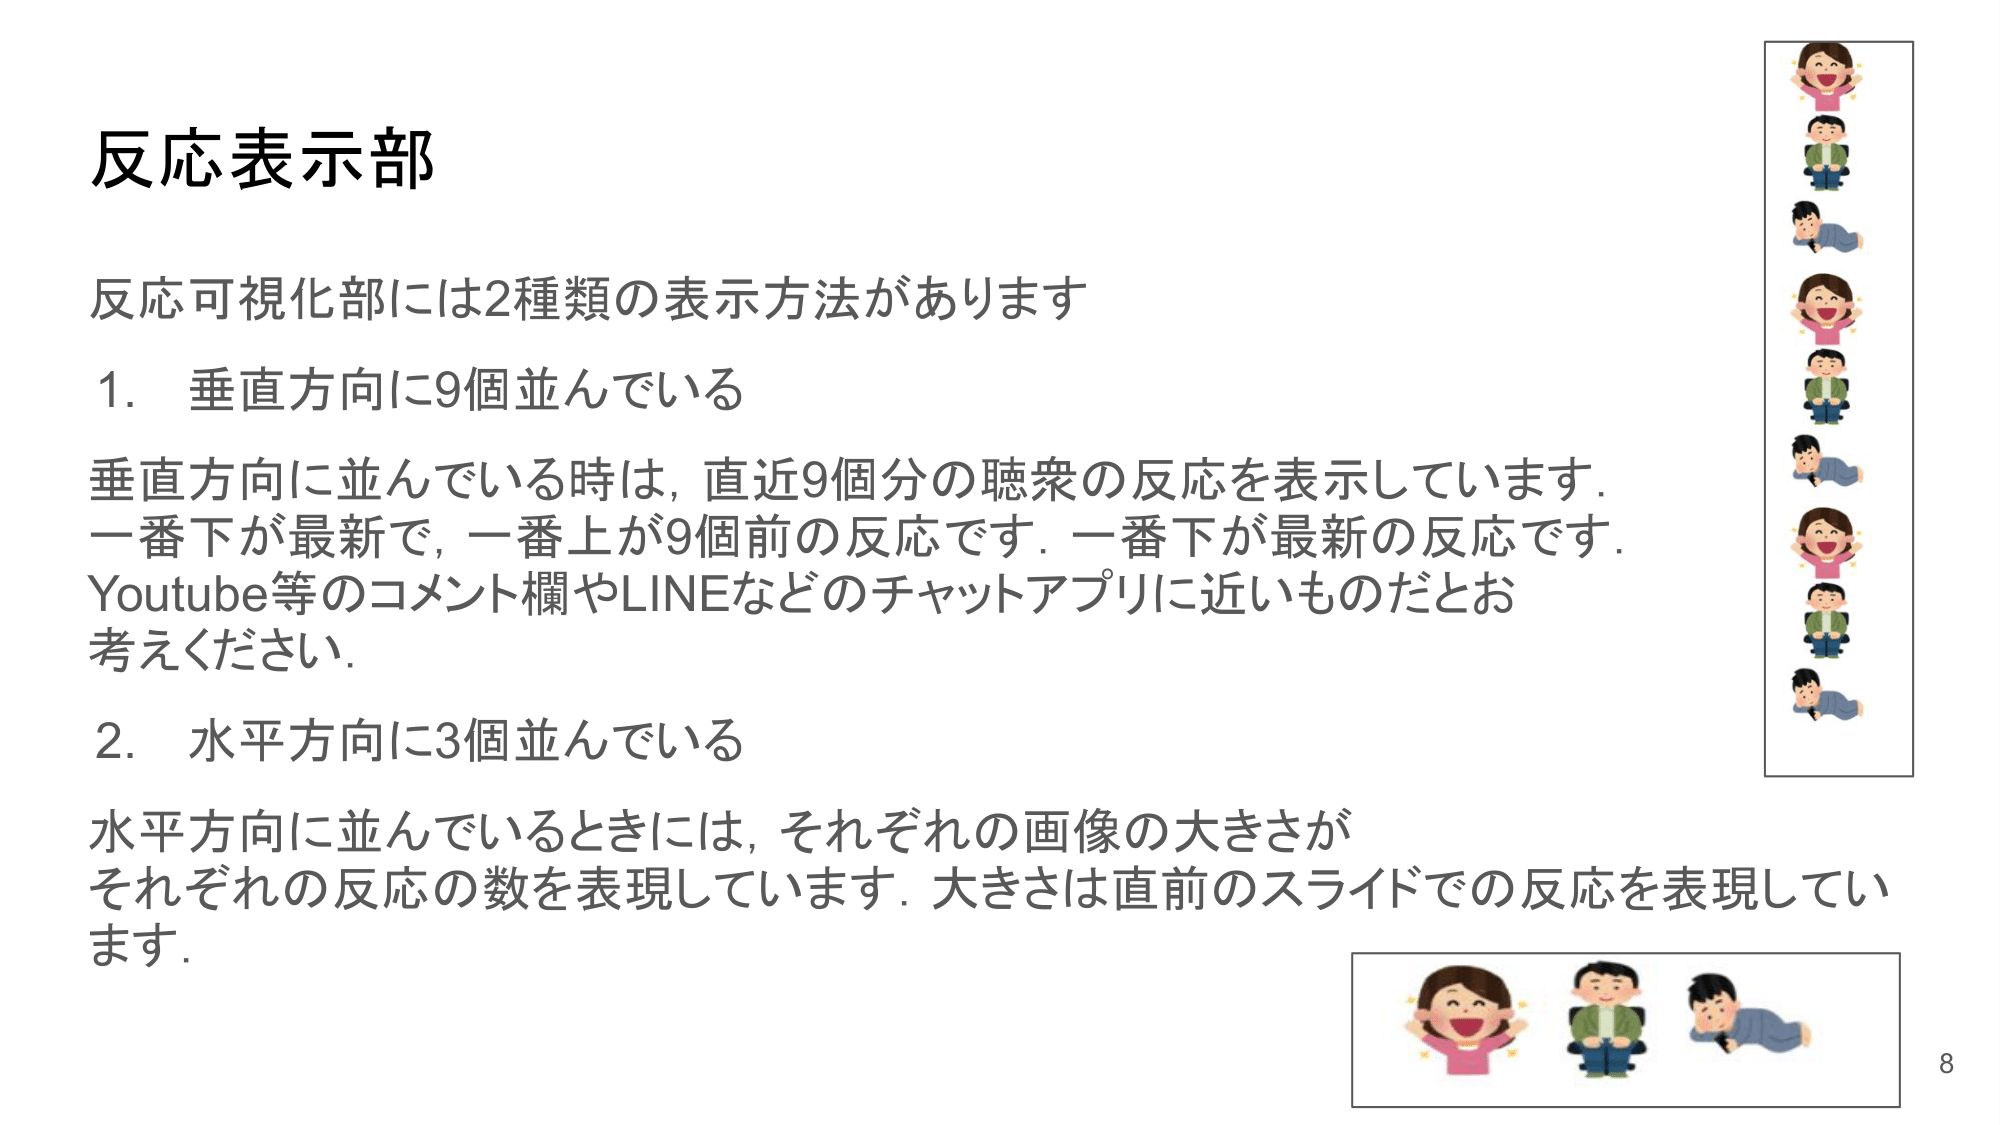 反応表示部
反応可視化部には2種類の表示方法があります
1. 垂直方向に9個並んでいる
垂直方向に並んでいる時は, 直近9個分の聴衆の反応を表示しています.
一番下が最新で, 一番上が9個前の反応です. 一番下が最新の反応です.
Youtube等のコメント欄やLINEなどのチャットアプリに近いものだとお
考えください.
2. 水平方向に3個並んでいる
水平方向に並んでいるときには, それぞれの画像の大きさが
それぞれの反応の数を表現しています. 大きさは直前のスライドでの反応を表現してい
ます.
8